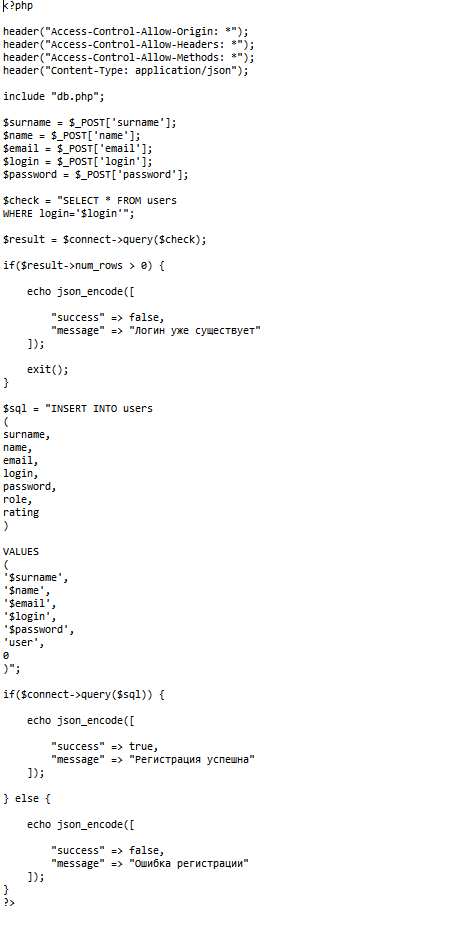 <?php
header("Access-Control-Allow-Origin: *");
header("Access-Control-Allow-Headers: *");
header("Access-Control-Allow-Methods: *");
header("Content-Type: application/json");
include "db.php";
$surname = $_POST['surname'];
$name = $_POST['name'];
$email = $_POST['email'];
$login = $_POST['login'];
$password = $_POST['password'];
$check = "SELECT * FROM users
WHERE login='$login'";
$result = $connect->query($check);
if($result->num_rows > 0) {
    echo json_encode([
        "success" => false,
        "message" => "Логин уже существует"
    ]);
    exit();
}
$sql = "INSERT INTO users
(
surname,
name,
email,
login,
password,
role,
rating
)
VALUES
(
'$surname',
'$name',
'$email',
'$login',
'$password',
'user',
0
)";
if($connect->query($sql)) {
    echo json_encode([
        "success" => true,
        "message" => "Регистрация успешна"
    ]);
} else {
    echo json_encode([
        "success" => false,
        "message" => "Ошибка регистрации"
    ]);
}
?>